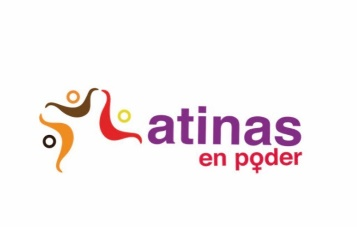 Latinas
en poder